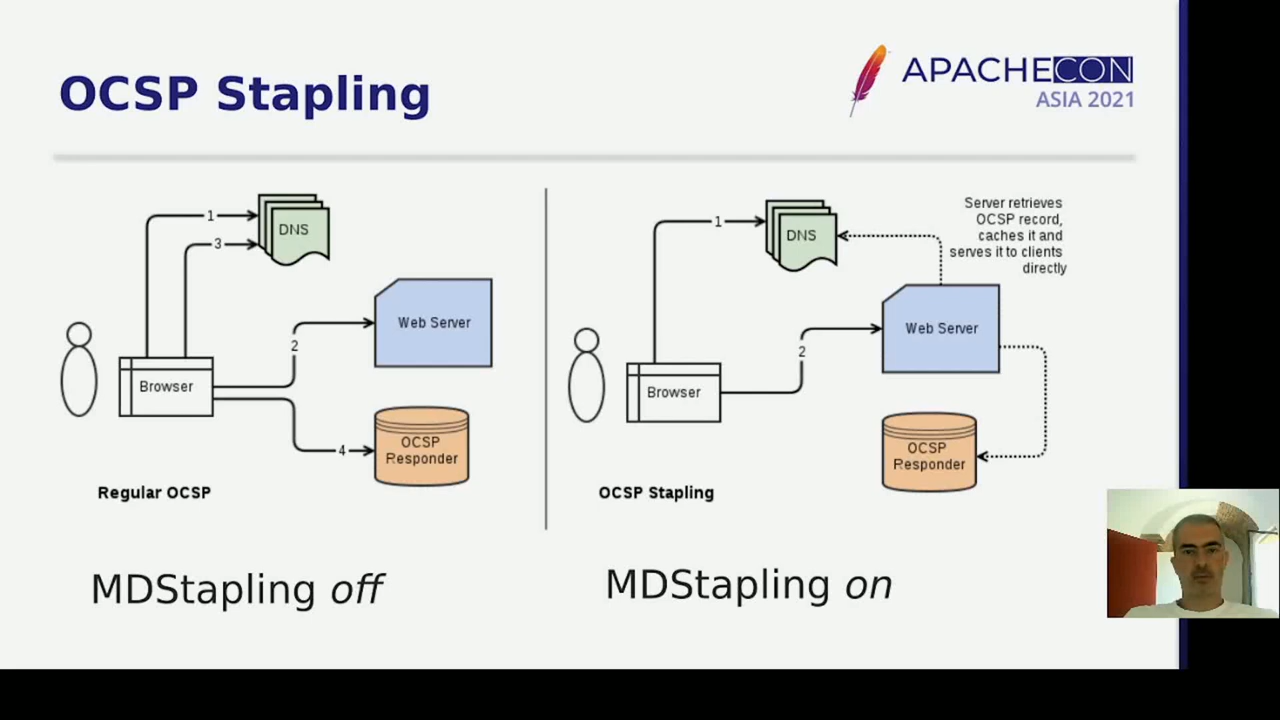 OCSP Stapling
APACHECON
ASIA 2021
1
3
DNS
Web Server
2
Browser
4
OCSP
Responder
Regular OCSP
MDStapling off
1
DNS
Server retrieves
OCSP record,
caches it and
serves it to clients
directly
Web Server
2
Browser
OCSP
Responder
OCSP Stapling
MDStapling on